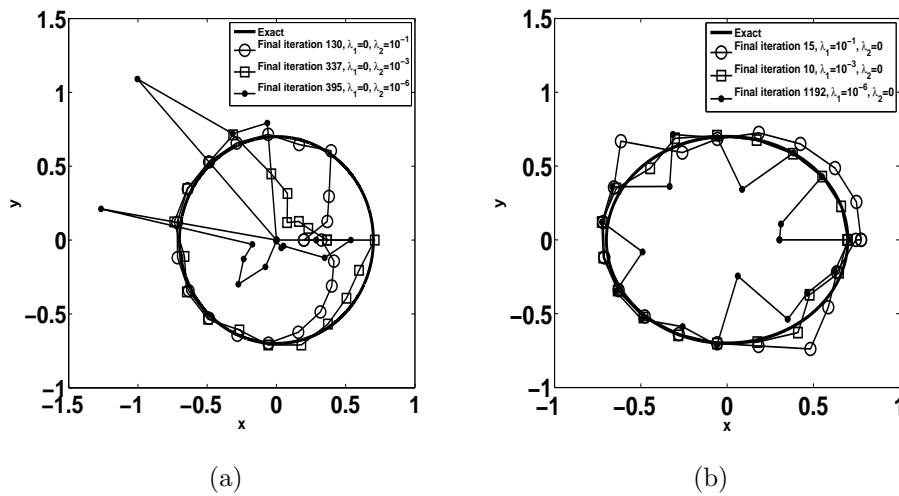 1.5
1
0.5
0
−0.5
−1
−1.5 −1 −0.5 0 0.5 1
y
x
Exact
Final iteration 130, λ₁=0, λ₂=10⁻¹
Final iteration 337, λ₁=0, λ₂=10⁻³
Final iteration 395, λ₁=0, λ₂=10⁻⁶
(a)
1.5
1
0.5
0
−0.5
−1
−1 −0.5 0 0.5 1
y
x
Exact
Final iteration 15, λ₁=10⁻¹, λ₂=0
Final iteration 10, λ₁=10⁻³, λ₂=0
Final iteration 1192, λ₁=10⁻⁶, λ₂=0
(b)